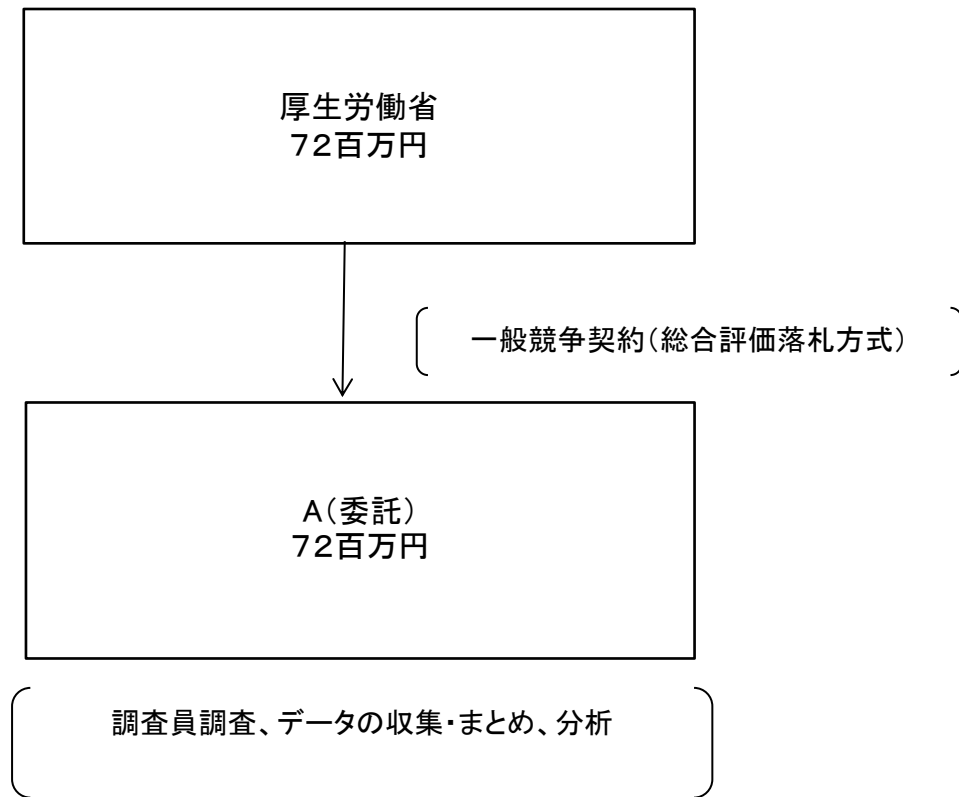 厚生労働省
７２百万円
一般競争契約（総合評価落札方式）
A（委託）
７２百万円
調査員調査、データの収集・まとめ、分析